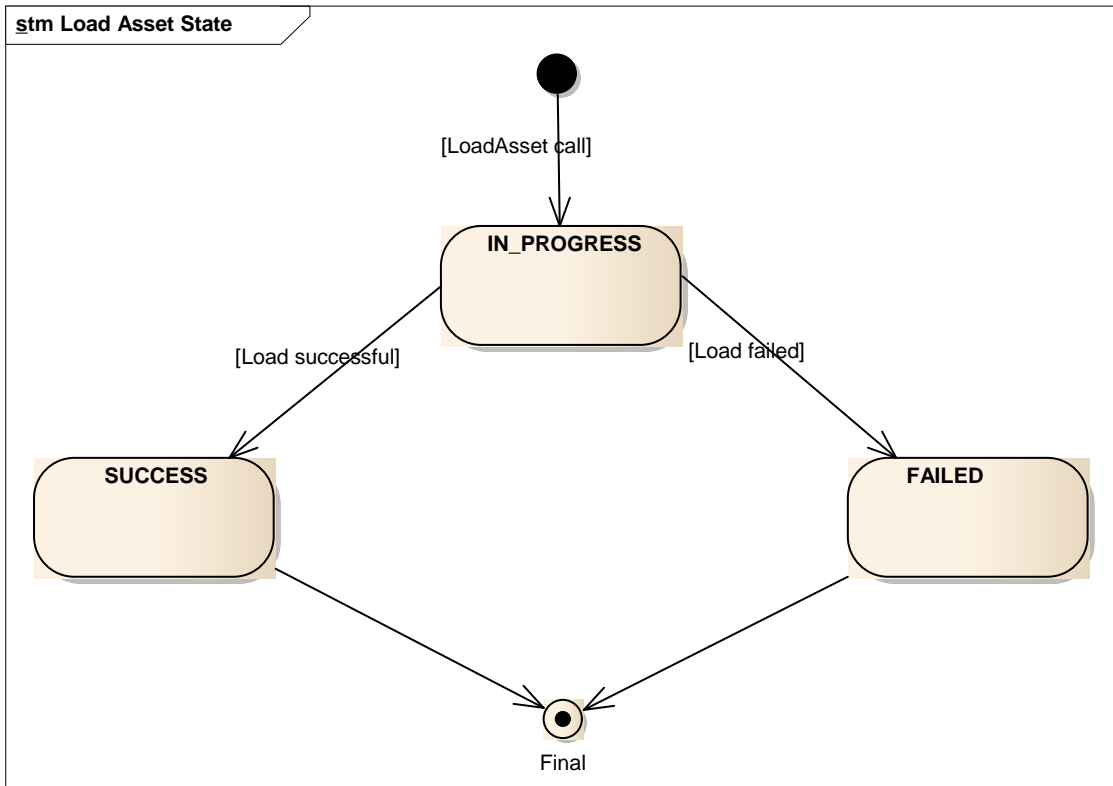 stm Load Asset State
[LoadAsset call]
IN_PROGRESS
[Load successful]
[Load failed]
SUCCESS
FAILED
Final